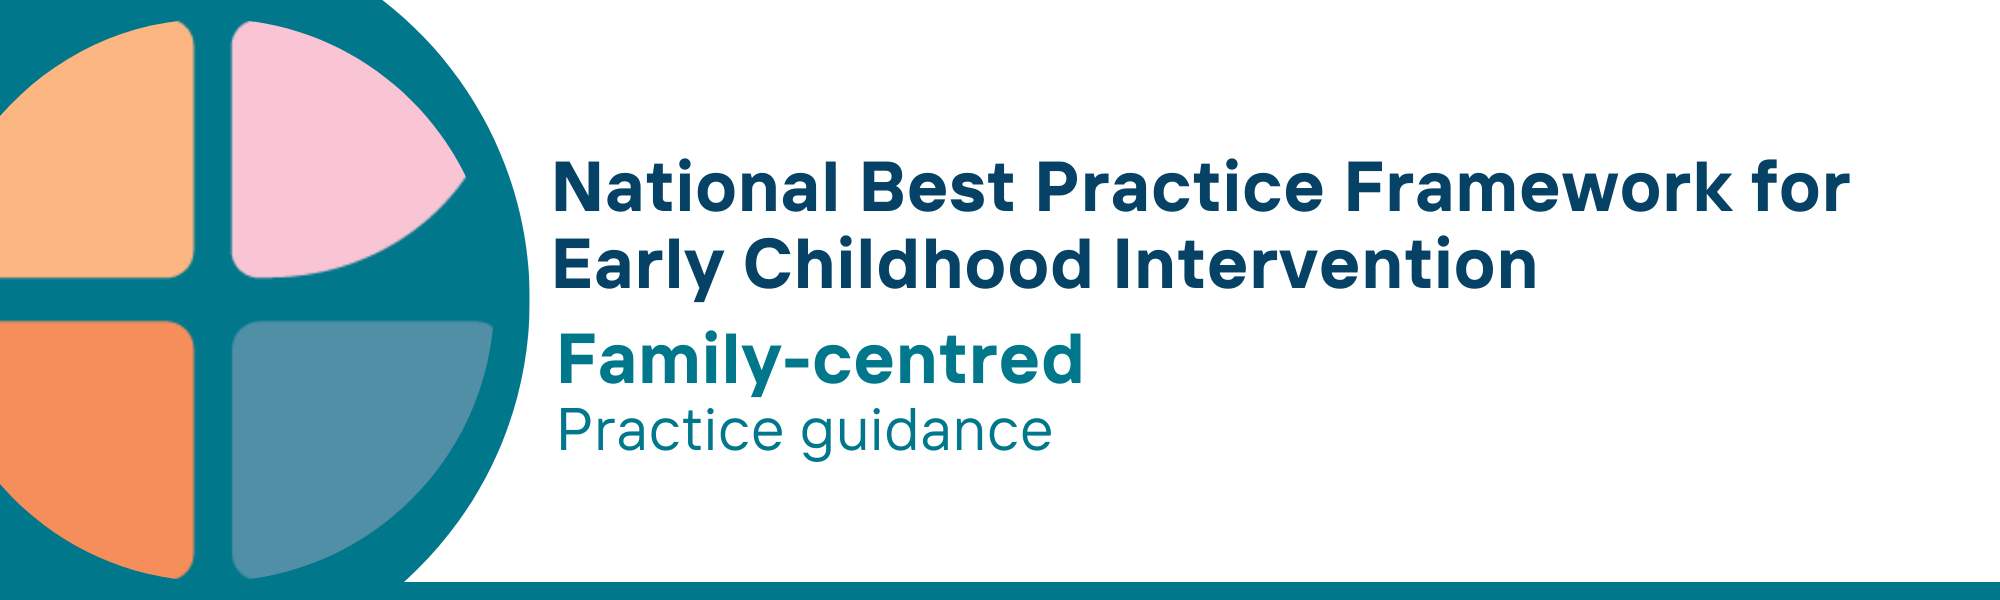 National Best Practice Framework for
Early Childhood Intervention
Family-centred
Practice guidance